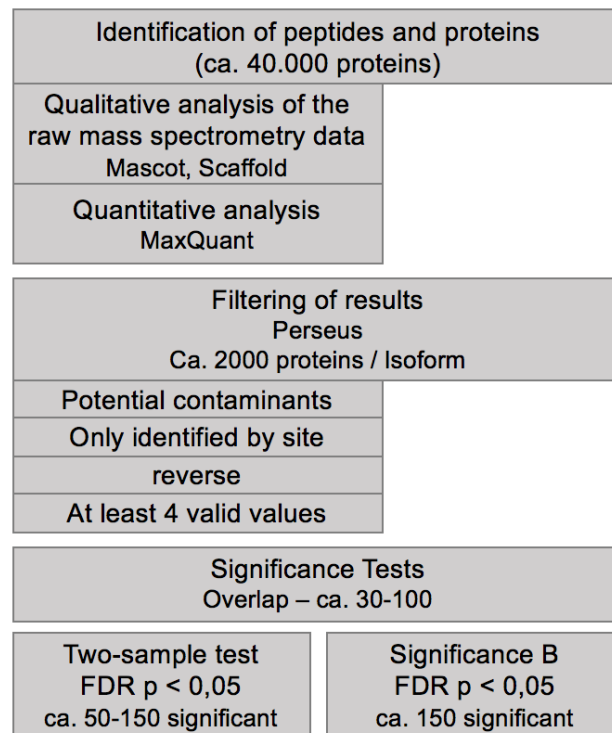 Identification of peptides and proteins
(ca. 40.000 proteins)
Qualitative analysis of the
raw mass spectrometry data
Mascot, Scaffold
Quantitative analysis
MaxQuant
Filtering of results
Perseus
Ca. 2000 proteins / Isoform
Potential contaminants
Only identified by site
reverse
At least 4 valid values
Significance Tests
Overlap – ca. 30-100
Two-sample test
FDR p < 0,05
ca. 50-150 significant
Significance B
FDR p < 0,05
ca. 150 significant